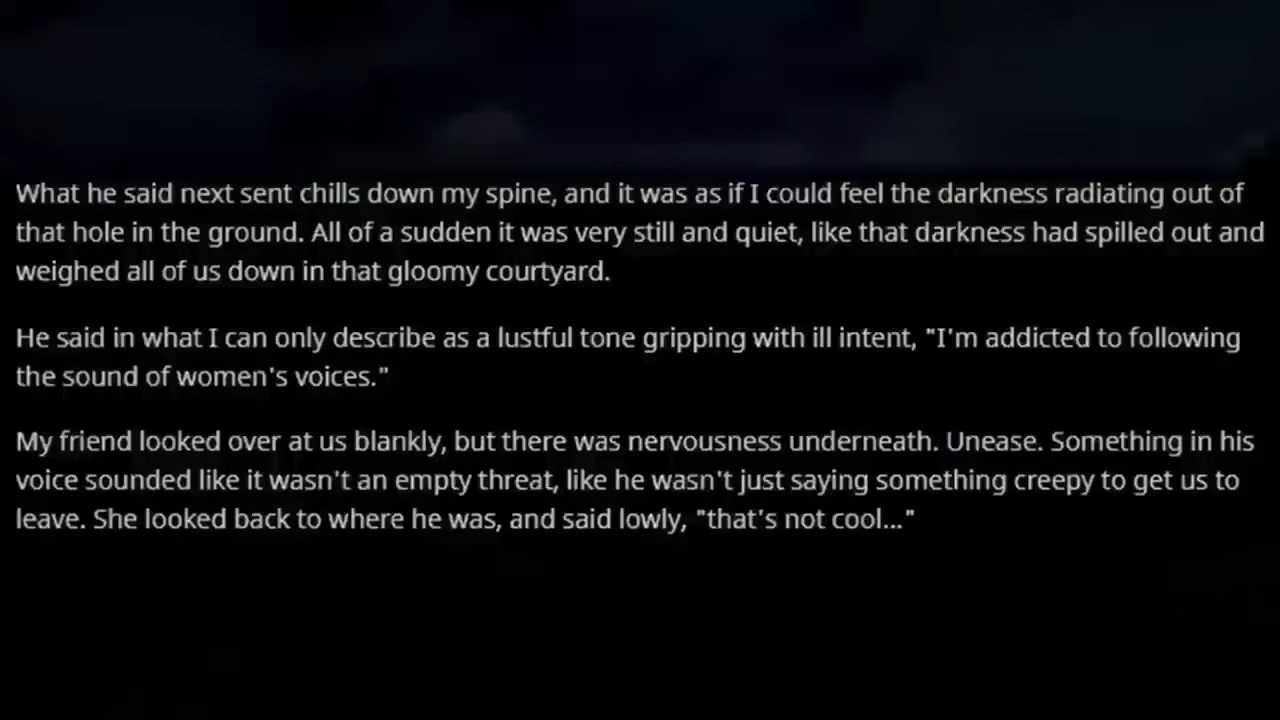 What he said next sent chills down my spine, and it was as if I could feel the darkness radiating out of
that hole in the ground. All of a sudden it was very still and quiet, like that darkness had spilled out and
weighed all of us down in that gloomy courtyard.
He said in what I can only describe as a lustful tone gripping with ill intent, "I'm addicted to following
the sound of women's voices."
My friend looked over at us blankly, but there was nervousness underneath. Unease. Something in his
voice sounded like it wasn't an empty threat, like he wasn't just saying something creepy to get us to
leave. She looked back to where he was, and said lowly, "that's not cool..."